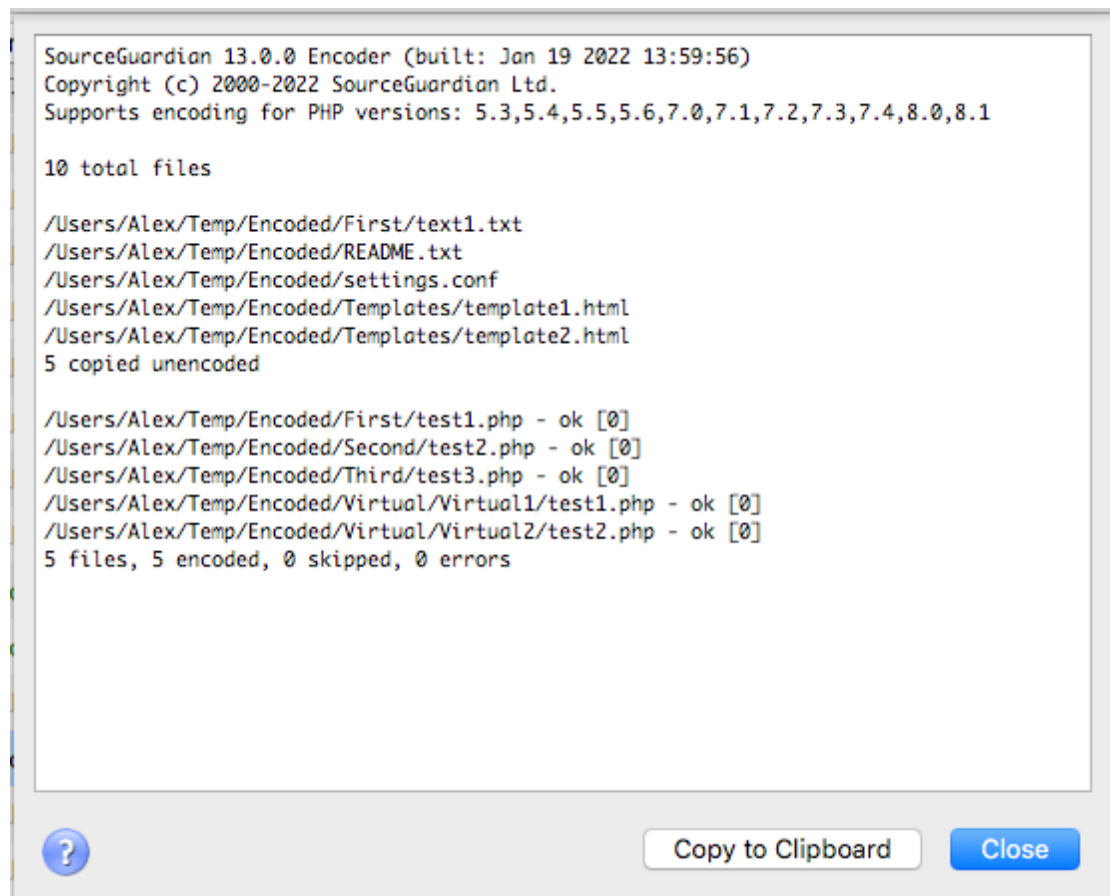 SourceGuardian 13.0.0 Encoder (built: Jan 19 2022 13:59:56)
Copyright (c) 2000-2022 SourceGuardian Ltd.
Supports encoding for PHP versions: 5.3,5.4,5.5,5.6,7.0,7.1,7.2,7.3,7.4,8.0,8.1
10 total files
/Users/Alex/Temp/Encoded/First/text1.txt
/Users/Alex/Temp/Encoded/README.txt
/Users/Alex/Temp/Encoded/settings.conf
/Users/Alex/Temp/Encoded/Templates/template1.html
/Users/Alex/Temp/Encoded/Templates/template2.html
5 copied unencoded
/Users/Alex/Temp/Encoded/First/test1.php - ok [0]
/Users/Alex/Temp/Encoded/Second/test2.php - ok [0]
/Users/Alex/Temp/Encoded/Third/test3.php - ok [0]
/Users/Alex/Temp/Encoded/Virtual/Virtual1/test1.php - ok [0]
/Users/Alex/Temp/Encoded/Virtual/Virtual2/test2.php - ok [0]
5 files, 5 encoded, 0 skipped, 0 errors
?
Copy to Clipboard
Close